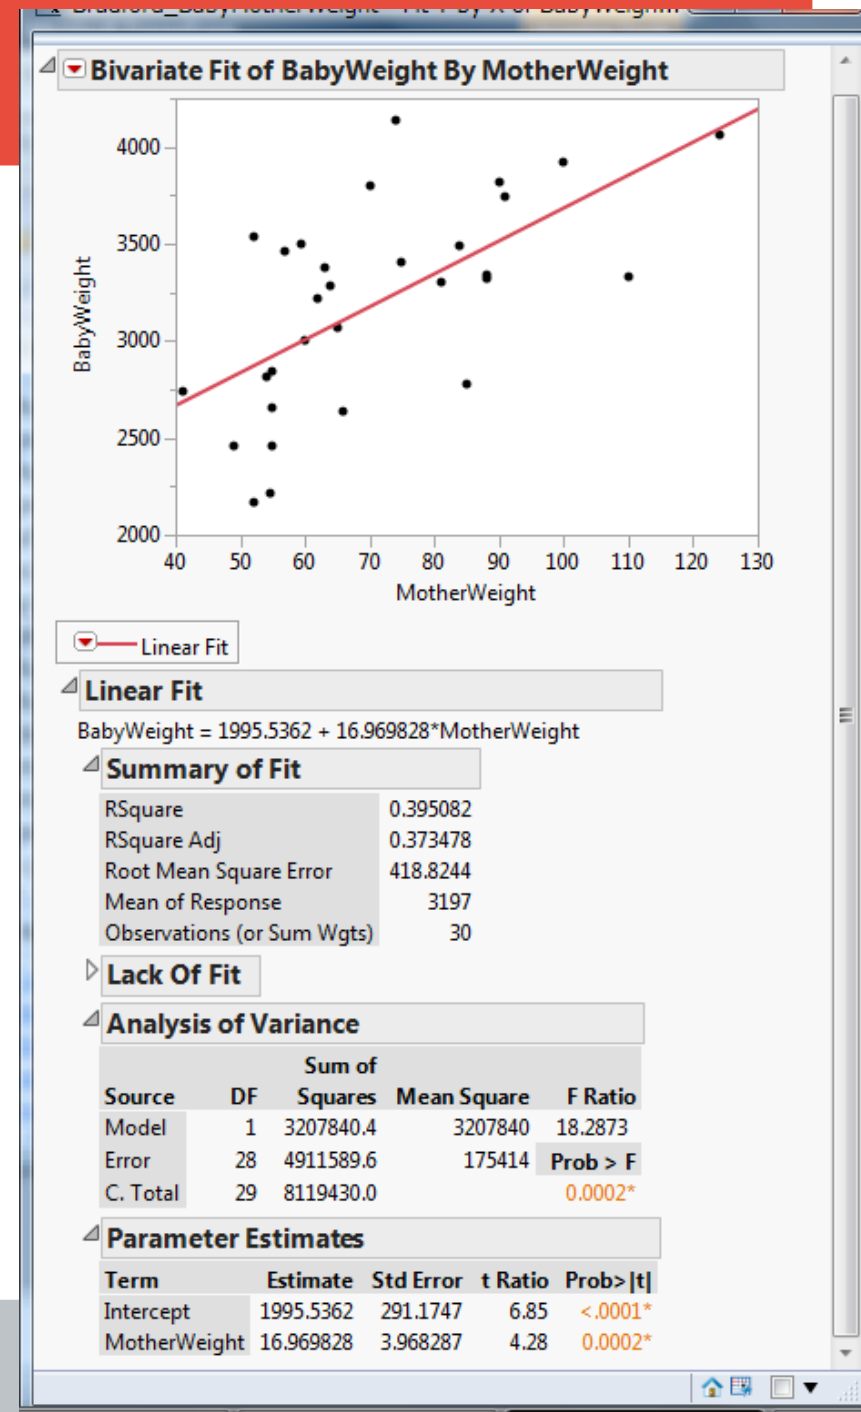 Bivariate Fit of BabyWeight By MotherWeight
4000
3500
3000
2500
2000
BabyWeight
40 50 60 70 80 90 100 110 120 130
MotherWeight
Linear Fit
Linear Fit
BabyWeight = 1995.5362 + 16.969828*MotherWeight
Summary of Fit
RSquare 0.395082
RSquare Adj 0.373478
Root Mean Square Error 418.8244
Mean of Response 3197
Observations (or Sum Wgts) 30
Lack Of Fit
Analysis of Variance
Sum of
Source DF Squares Mean Square F Ratio
Model 1 3207840.4 3207840 18.2873
Error 28 4911589.6 175414 Prob > F
C. Total 29 8119430.0 0.0002*
Parameter Estimates
Term Estimate Std Error t Ratio Prob>|t|
Intercept 1995.5362 291.1747 6.85 <.0001*
MotherWeight 16.969828 3.968287 4.28 0.0002*